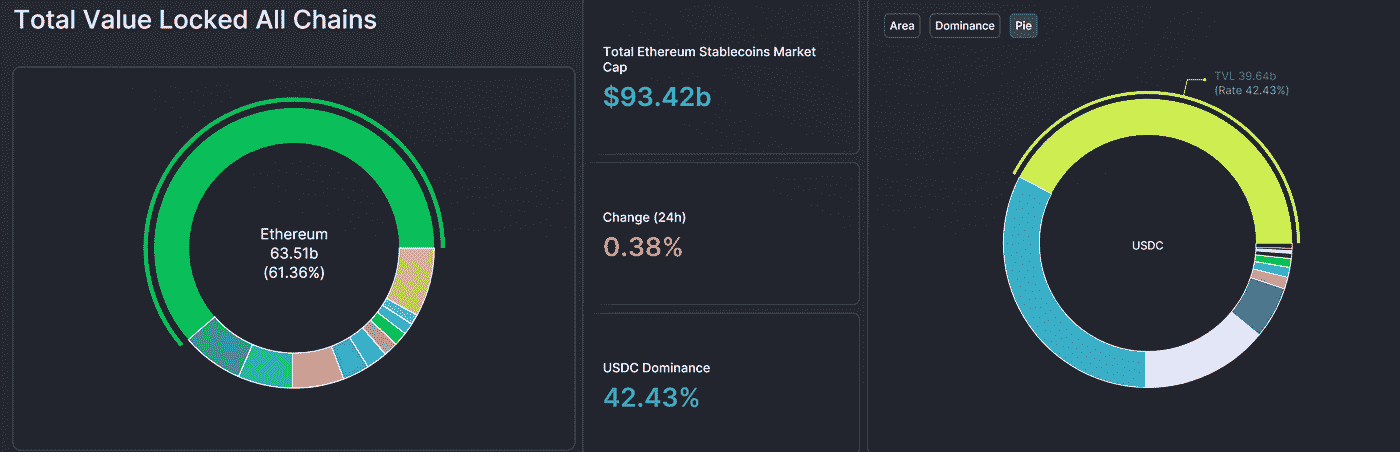 Total Value Locked All Chains
Ethereum
63.51b
(61.36%)
Total Ethereum Stablecoins Market
Cap
$93.42b
Change (24h)
0.38%
USDC Dominance
42.43%
Area
Dominance
Pie
TVL 39.64b
(Rate 42.43%)
USDC